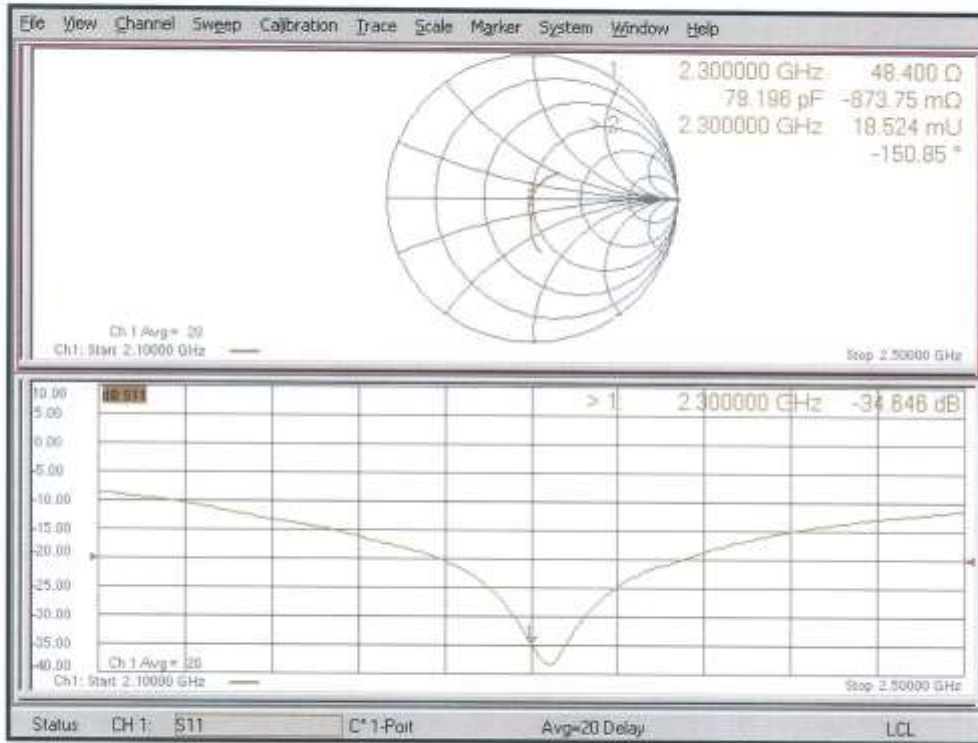 File View Channel Sweep Calibration Trace Scale Marker System Window Help
1 2.300000 GHz 48.400 Ω
79.196 pF -873.75 mΩ
2.300000 GHz 18.524 mU
-150.85 °
Ch 1 Avg = 20
Ch1: Start 2.10000 GHz
Stop 2.50000 GHz
10.00 dB S11 > 1: 2.300000 GHz -34.646 dB
5.00
0.00
-5.00
-10.00
-15.00
-20.00
-25.00
-30.00
-35.00
-40.00
Ch 1 Avg = 20
Ch1: Start 2.10000 GHz
Stop 2.50000 GHz
Status CH 1: S11 C* 1-Port Avg=20 Delay LCL